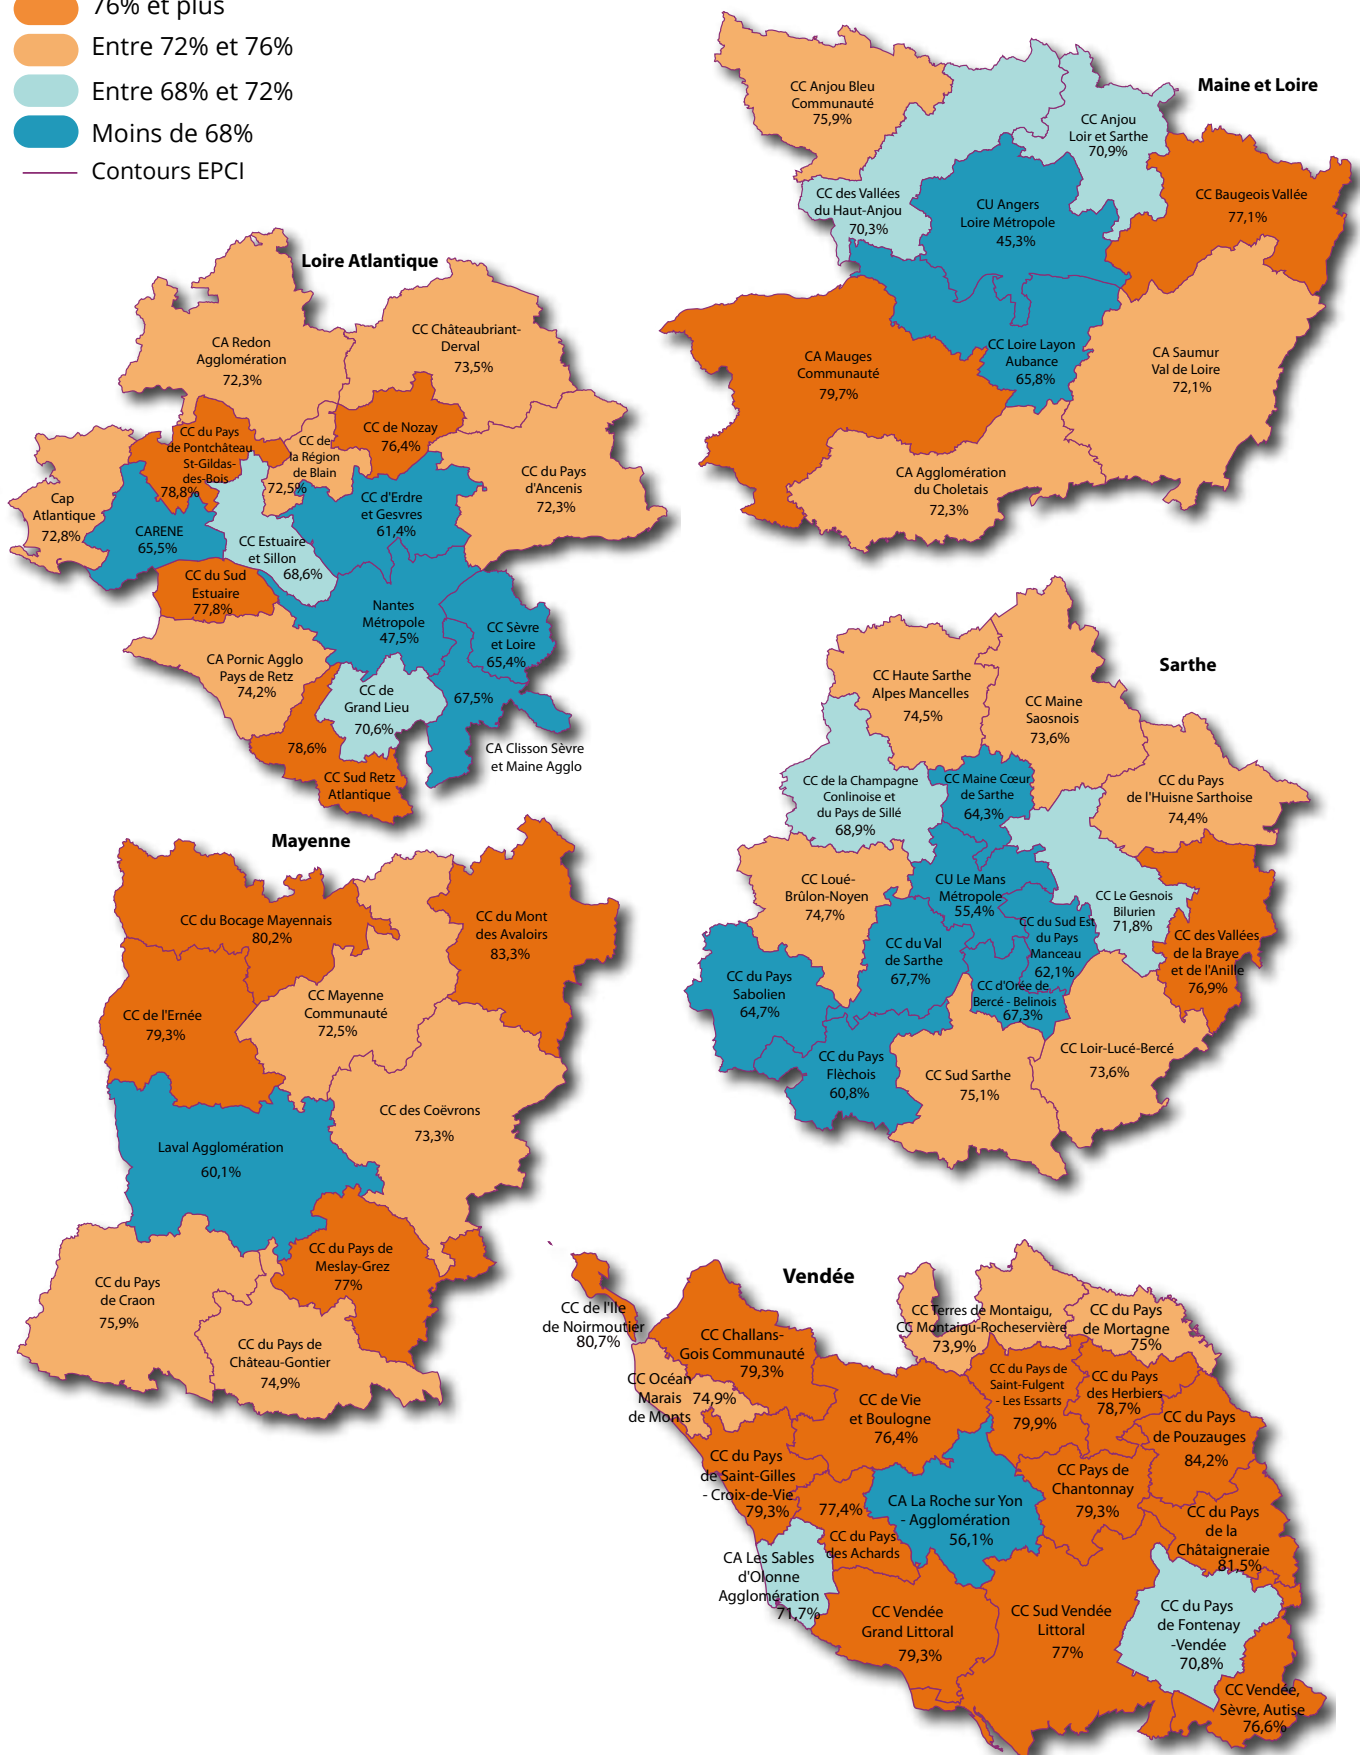 76% et plus
Entre 72% et 76%
Entre 68% et 72%
Moins de 68%
Contours EPCI
Maine et Loire
CC Anjou Bleu
Communauté
75,9%
CC Anjou
Loir et Sarthe
70,9%
CC des Vallées
du Haut-Anjou
70,3%
CU Angers
Loire Métropole
45,3%
CC Baugeois Vallée
77,1%
CA Mauges
Communauté
79,7%
CC Loire Layon
Aubance
65,8%
CA Saumur
Val de Loire
72,1%
CA Agglomération
du Choletais
72,3%
Loire Atlantique
CA Redon
Agglomération
72,3%
CC Châteaubriant-
Derval
73,5%
CC du Pays
de Pontchâteau
St-Gildas-
des-Bois
78,8%
CC de
la Région
de Blain
72,5%
CC de Nozay
76,4%
CC du Pays
d'Ancenis
72,3%
Cap
Atlantique
72,8%
CARENE
65,5%
CC Estuaire
et Sillon
68,6%
CC d'Erdre
et Gesvres
61,4%
CC du Sud
Estuaire
77,8%
Nantes
Métropole
47,5%
CC Sèvre
et Loire
65,4%
CA Pornic Agglo
Pays de Retz
74,2%
CC de
Grand Lieu
70,6%
67,5%
CA Clisson Sèvre
et Maine Agglo
78,6%
CC Sud Retz
Atlantique
Sarthe
CC Haute Sarthe
Alpes Mancelles
74,5%
CC Maine
Saosnois
73,6%
CC de la Champagne
Conlinoise et
du Pays de Sillé
68,9%
CC Maine Cœur
de Sarthe
64,3%
CC du Pays
de l'Huisne Sarthoise
74,4%
CC Loué-
Brûlon-Noyen
74,7%
CU Le Mans
Métropole
55,4%
CC Le Gesnois
Bilurien
71,8%
CC du Sud Est
du Pays
Manceau
62,1%
CC des Vallées
de la Braye
et de l'Anille
76,9%
CC du Val
de Sarthe
67,7%
CC du Pays
Sabolien
64,7%
CC d'Orée de
Bercé - Belinois
67,3%
CC du Pays
Flèchois
60,8%
CC Sud Sarthe
75,1%
CC Loir-Lucé-Bercé
73,6%
Mayenne
CC du Bocage Mayennais
80,2%
CC du Mont
des Avaloirs
83,3%
CC de l'Ernée
79,3%
CC Mayenne
Communauté
72,5%
CC des Coëvrons
73,3%
Laval Agglomération
60,1%
CC du Pays de
Meslay-Grez
77%
CC du Pays
de Craon
75,9%
CC du Pays de
Château-Gontier
74,9%
Vendée
CC de l'Ile
de Noirmoutier
80,7%
CC Challans-
Gois Communauté
79,3%
CC Terres de Montaigu,
CC Montaigu-Rocheservière
73,9%
CC du Pays
de Mortagne
75%
CC Océan
Marais
de Monts
74,9%
CC de Vie
et Boulogne
76,4%
CC du Pays de
Saint-Fulgent
- Les Essarts
79,9%
CC du Pays
des Herbiers
78,7%
CC du Pays
de Pouzauges
84,2%
CC du Pays
de Saint-Gilles
- Croix-de-Vie
79,3%
77,4%
CC du Pays
des Achards
CA La Roche sur Yon
- Agglomération
56,1%
CC Pays de
Chantonnay
79,3%
CC du Pays
de la
Châtaigneraie
81,5%
CA Les Sables
d'Olonne
Agglomération
71,7%
CC Vendée
Grand Littoral
79,3%
CC Sud Vendée
Littoral
77%
CC du Pays
de Fontenay
-Vendée
70,8%
CC Vendée,
Sèvre, Autise
76,6%